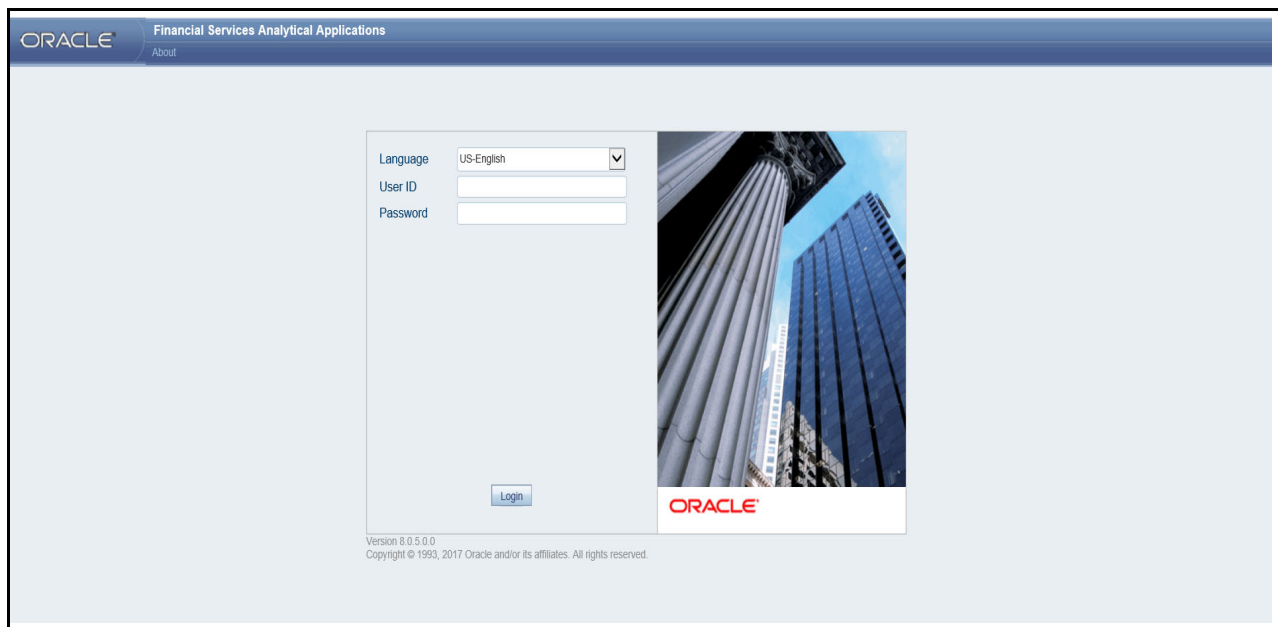 ORACLE®
Financial Services Analytical Applications
About
Language US-English
User ID
Password
Login
ORACLE®
Version 8.0.5.0.0
Copyright © 1993, 2017 Oracle and/or its affiliates. All rights reserved.